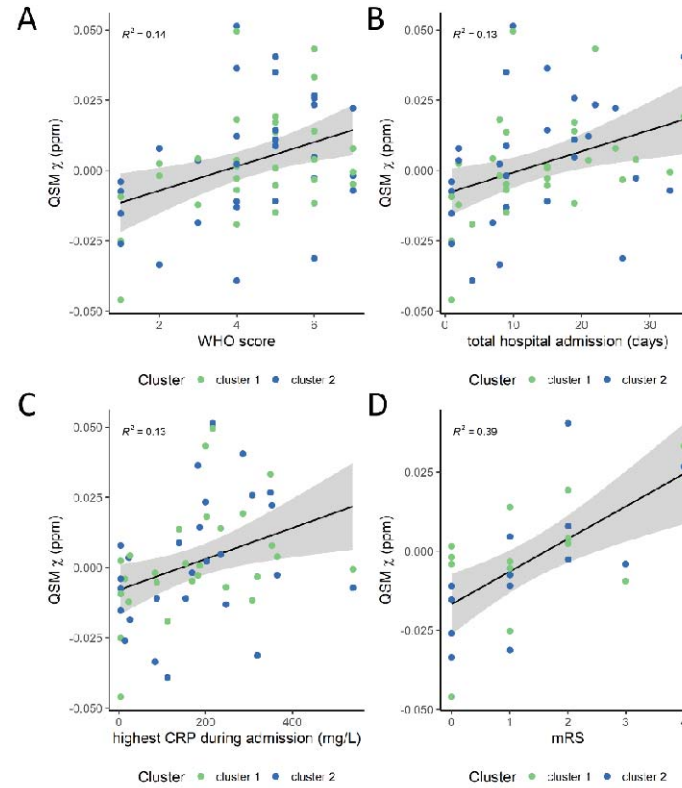 A
R² = 0.14
QSM χ (ppm)
0.050
0.025
0.000
-0.025
-0.050
2
4
6
WHO score
Cluster cluster 1 cluster 2
B
R² = 0.13
QSM χ (ppm)
0.050
0.025
0.000
-0.025
-0.050
0
10
20
30
total hospital admission (days)
Cluster cluster 1 cluster 2
C
R² = 0.13
QSM χ (ppm)
0.050
0.025
0.000
-0.025
-0.050
0
200
400
highest CRP during admission (mg/L)
Cluster cluster 1 cluster 2
D
R² = 0.39
QSM χ (ppm)
0.025
0.000
-0.025
-0.050
0
1
2
3
4
mRS
Cluster cluster 1 cluster 2